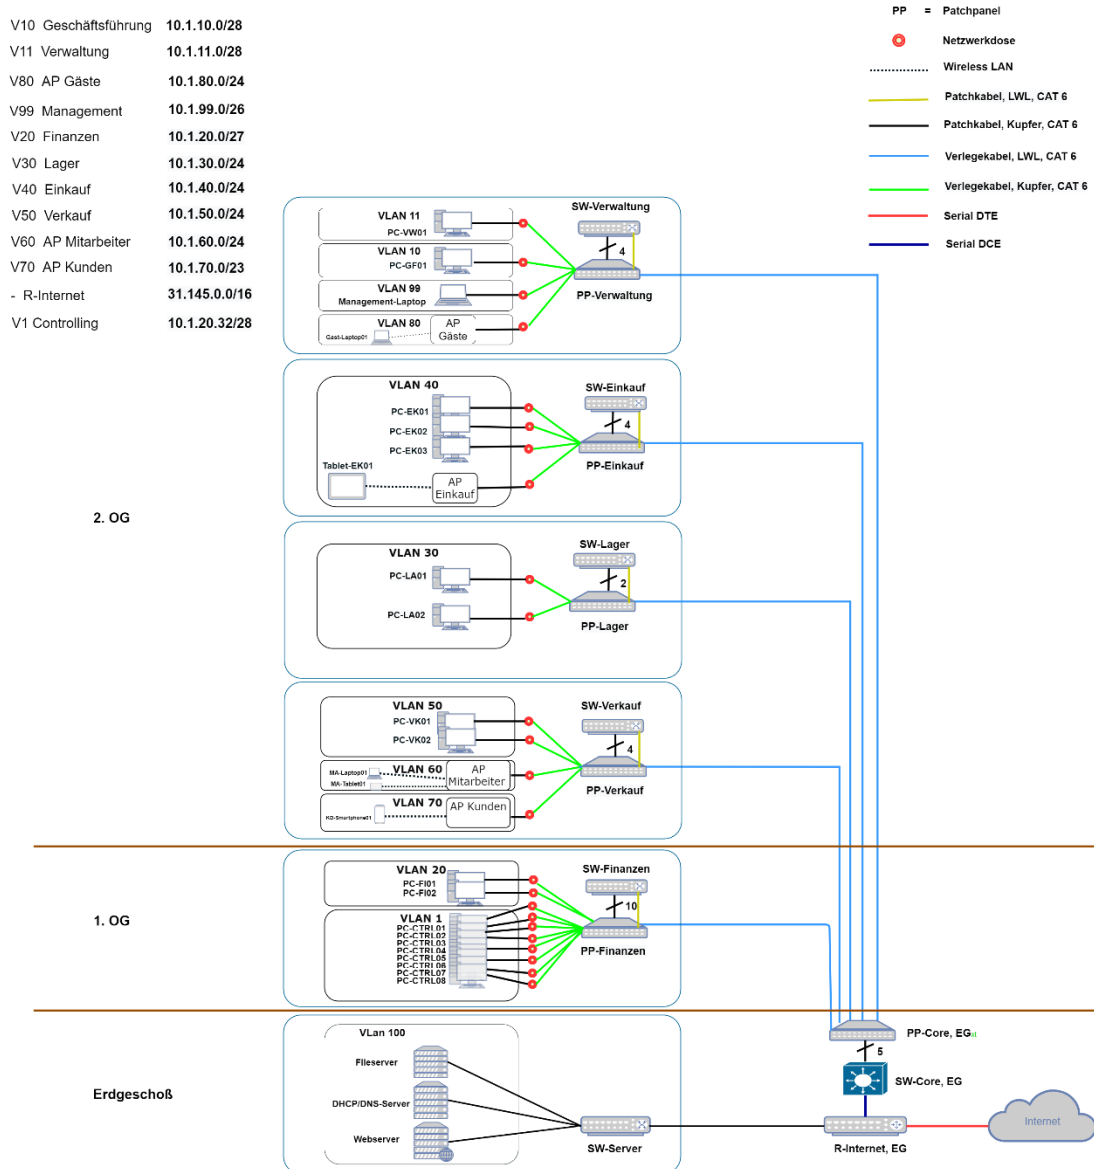 V10 Geschäftsführung 10.1.10.0/28
V11 Verwaltung 10.1.11.0/28
V80 AP Gäste 10.1.80.0/24
V99 Management 10.1.99.0/26
V20 Finanzen 10.1.20.0/27
V30 Lager 10.1.30.0/24
V40 Einkauf 10.1.40.0/24
V50 Verkauf 10.1.50.0/24
V60 AP Mitarbeiter 10.1.60.0/24
V70 AP Kunden 10.1.70.0/23
- R-Internet 31.145.0.0/16
V1 Controlling 10.1.20.32/28
PP = Patchpanel
Netzwerkdose
Wireless LAN
Patchkabel, LWL, CAT 6
Patchkabel, Kupfer, CAT 6
Verlegekabel, LWL, CAT 6
Verlegekabel, Kupfer, CAT 6
Serial DTE
Serial DCE
2. OG
VLAN 11
PC-VW01
VLAN 10
PC-GF01
VLAN 99
Management-Laptop
VLAN 80
Gast-Laptop01
AP
Gäste
SW-Verwaltung
4
PP-Verwaltung
VLAN 40
PC-EK01
PC-EK02
PC-EK03
Tablet-EK01
AP
Einkauf
SW-Einkauf
4
PP-Einkauf
VLAN 30
PC-LA01
PC-LA02
SW-Lager
2
PP-Lager
VLAN 50
PC-VK01
PC-VK02
VLAN 60
MA-Laptop01
MA-Tablet01
AP
Mitarbeiter
VLAN 70
KD-Smartphone01
AP Kunden
SW-Verkauf
4
PP-Verkauf
1. OG
VLAN 20
PC-FI01
PC-FI02
VLAN 1
PC-CTRL01
PC-CTRL02
PC-CTRL03
PC-CTRL04
PC-CTRL05
PC-CTRL06
PC-CTRL07
PC-CTRL08
SW-Finanzen
10
PP-Finanzen
Erdgeschoß
VLan 100
Fileserver
DHCP/DNS-Server
Webserver
SW-Server
PP-Core, EG
5
SW-Core, EG
R-Internet, EG
Internet